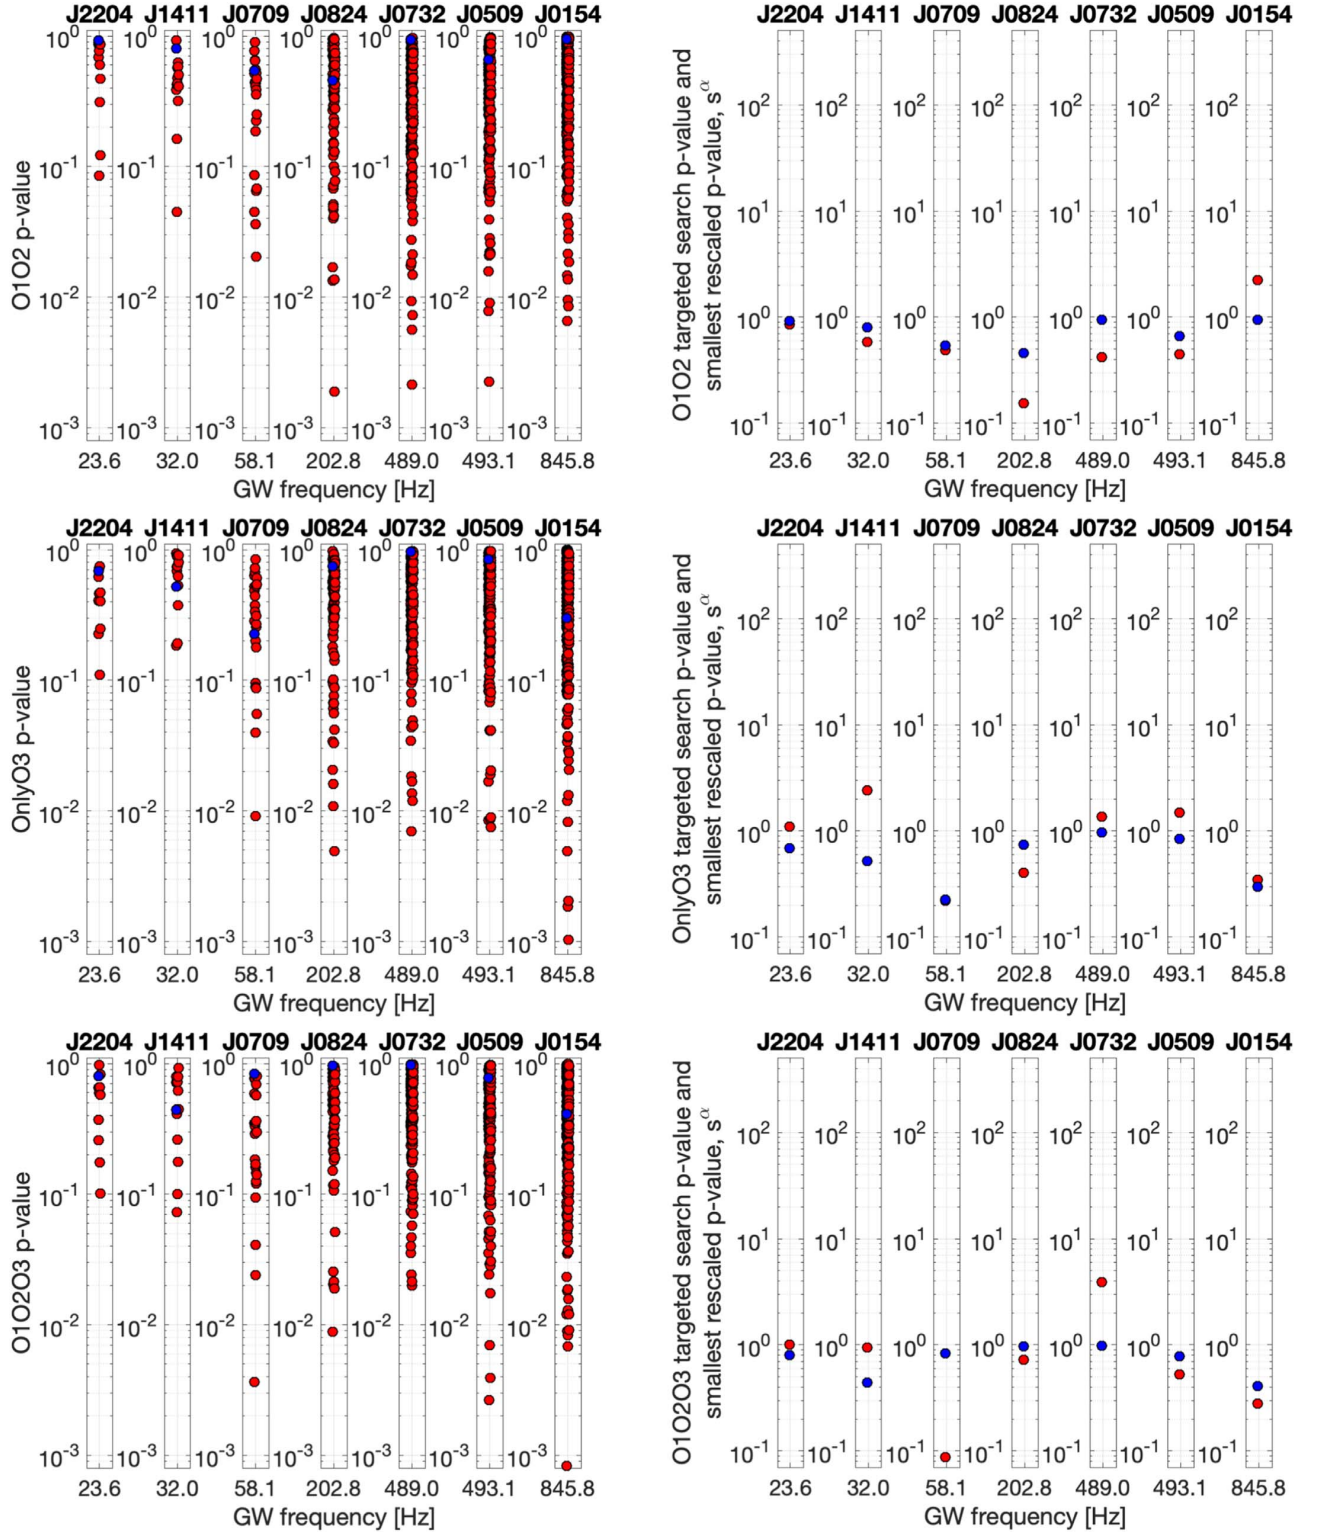 J2204 J1411 J0709 J0824 J0732 J0509 J0154
10^0 10^0 10^0 10^0 10^0 10^0 10^0
10^-1 10^-1 10^-1 10^-1 10^-1 10^-1 10^-1
10^-2 10^-2 10^-2 10^-2 10^-2 10^-2 10^-2
10^-3 10^-3 10^-3 10^-3 10^-3 10^-3 10^-3
O1O2 p-value
23.6 32.0 58.1 202.8 489.0 493.1 845.8
GW frequency [Hz]
J2204 J1411 J0709 J0824 J0732 J0509 J0154
10^2 10^2 10^2 10^2 10^2 10^2 10^2
10^1 10^1 10^1 10^1 10^1 10^1 10^1
10^0 10^0 10^0 10^0 10^0 10^0 10^0
10^-1 10^-1 10^-1 10^-1 10^-1 10^-1 10^-1
O1O2 targeted search p-value and
smallest rescaled p-value, s^α
23.6 32.0 58.1 202.8 489.0 493.1 845.8
GW frequency [Hz]
J2204 J1411 J0709 J0824 J0732 J0509 J0154
10^0 10^0 10^0 10^0 10^0 10^0 10^0
10^-1 10^-1 10^-1 10^-1 10^-1 10^-1 10^-1
10^-2 10^-2 10^-2 10^-2 10^-2 10^-2 10^-2
10^-3 10^-3 10^-3 10^-3 10^-3 10^-3 10^-3
OnlyO3 p-value
23.6 32.0 58.1 202.8 489.0 493.1 845.8
GW frequency [Hz]
J2204 J1411 J0709 J0824 J0732 J0509 J0154
10^2 10^2 10^2 10^2 10^2 10^2 10^2
10^1 10^1 10^1 10^1 10^1 10^1 10^1
10^0 10^0 10^0 10^0 10^0 10^0 10^0
10^-1 10^-1 10^-1 10^-1 10^-1 10^-1 10^-1
OnlyO3 targeted search p-value and
smallest rescaled p-value, s^α
23.6 32.0 58.1 202.8 489.0 493.1 845.8
GW frequency [Hz]
J2204 J1411 J0709 J0824 J0732 J0509 J0154
10^0 10^0 10^0 10^0 10^0 10^0 10^0
10^-1 10^-1 10^-1 10^-1 10^-1 10^-1 10^-1
10^-2 10^-2 10^-2 10^-2 10^-2 10^-2 10^-2
10^-3 10^-3 10^-3 10^-3 10^-3 10^-3 10^-3
O1O2O3 p-value
23.6 32.0 58.1 202.8 489.0 493.1 845.8
GW frequency [Hz]
J2204 J1411 J0709 J0824 J0732 J0509 J0154
10^2 10^2 10^2 10^2 10^2 10^2 10^2
10^1 10^1 10^1 10^1 10^1 10^1 10^1
10^0 10^0 10^0 10^0 10^0 10^0 10^0
10^-1 10^-1 10^-1 10^-1 10^-1 10^-1 10^-1
O1O2O3 targeted search p-value and
smallest rescaled p-value, s^α
23.6 32.0 58.1 202.8 489.0 493.1 845.8
GW frequency [Hz]